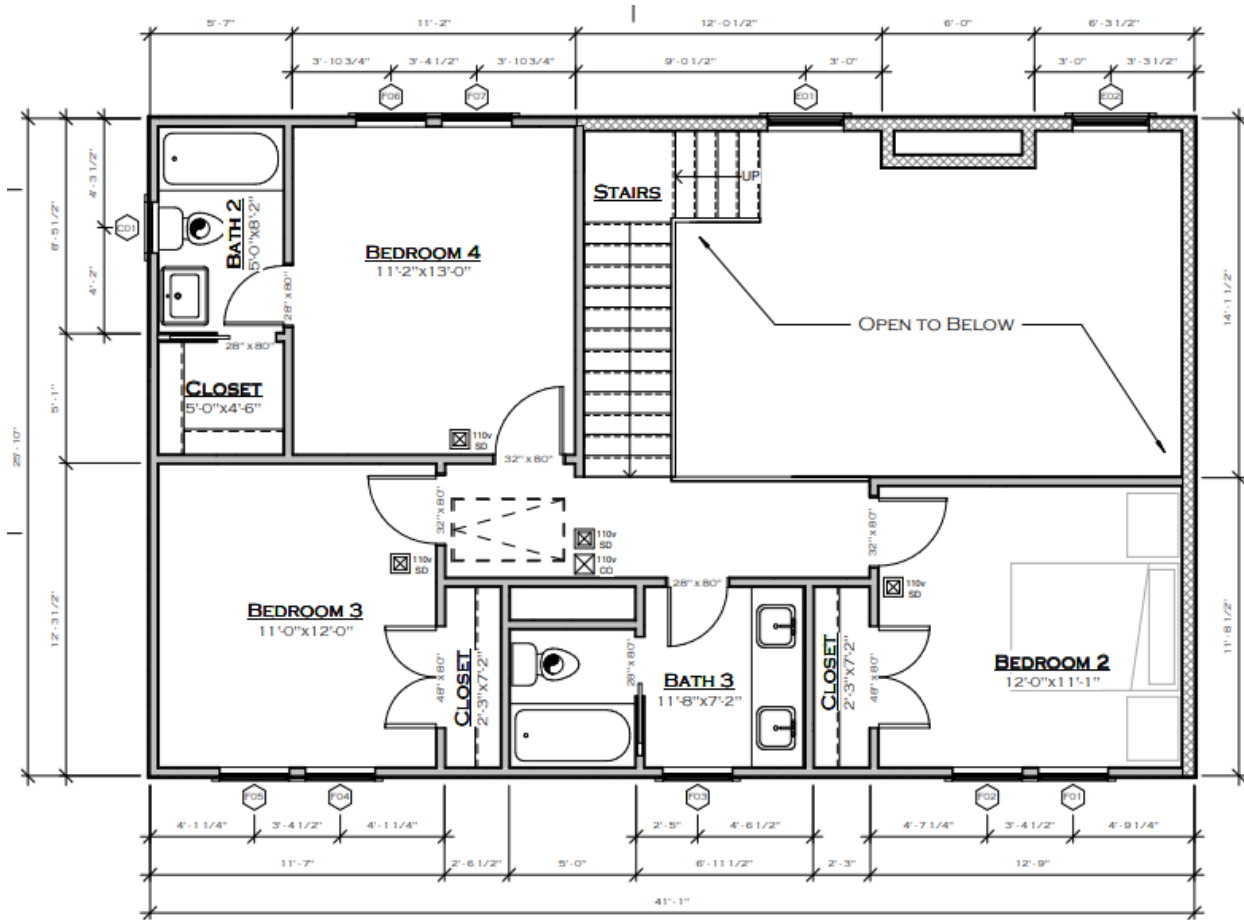 5'-7"
11'-2"
12'-0 1/2"
6'-0"
6'-3 1/2"
3'-10 3/4"
3'-4 1/2"
3'-10 3/4"
9'-0 1/2"
3'-0"
3'-0"
3'-3 1/2"
F06
F07
E01
E02
4'-3 1/2"
8'-5 1/2"
C01
4'-2"
5'-1"
25'-10"
12'-3 1/2"
BATH 2
5'-0"x8'-2"
28" x 80"
28" x 80"
CLOSET
5'-0"x4'-6"
BEDROOM 4
11'-2"x13'-0"
110v
SD
32" x 80"
STAIRS
UP
OPEN TO BELOW
14'-1 1/2"
11'-8 1/2"
32" x 80"
110v
SD
BEDROOM 3
11'-0"x12'-0"
48" x 80"
CLOSET
2'-3"x7'-2"
110v
SD
110v
CO
28" x 80"
28" x 80"
BATH 3
11'-8"x7'-2"
CLOSET
2'-3"x7'-2"
48" x 80"
32" x 80"
110v
SD
BEDROOM 2
12'-0"x11'-1"
F05
F04
F03
F02
F01
4'-1 1/4"
3'-4 1/2"
4'-1 1/4"
2'-5"
4'-6 1/2"
4'-7 1/4"
3'-4 1/2"
4'-9 1/4"
11'-7"
2'-6 1/2"
5'-0"
6'-11 1/2"
2'-3"
12'-9"
41'-1"